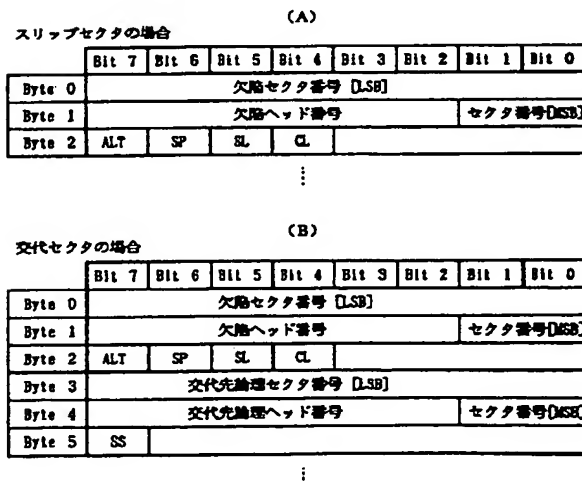 (A)
スリップセクタの場合
Bit 7 Bit 6 Bit 5 Bit 4 Bit 3 Bit 2 Bit 1 Bit 0
Byte 0 欠陥セクタ番号 [LSB]
Byte 1 欠陥ヘッド番号 セクタ番号[MSB]
Byte 2 ALT SP SL CL
⋮
(B)
交代セクタの場合
Bit 7 Bit 6 Bit 5 Bit 4 Bit 3 Bit 2 Bit 1 Bit 0
Byte 0 欠陥セクタ番号 [LSB]
Byte 1 欠陥ヘッド番号 セクタ番号[MSB]
Byte 2 ALT SP SL CL
Byte 3 交代先論理セクタ番号 [LSB]
Byte 4 交代先論理ヘッド番号 セクタ番号[MSB]
Byte 5 SS
⋮